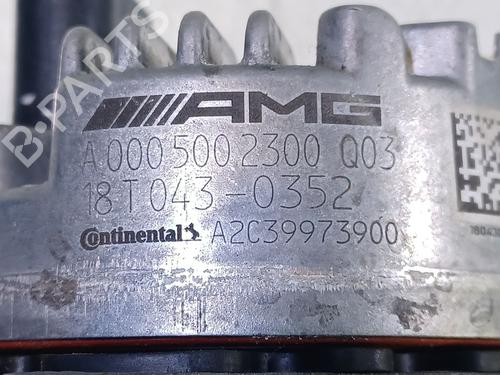 AMG
A 000 500 2300 Q03
18 T 043 - 0352
Continental A2C39973900
B-PARTS